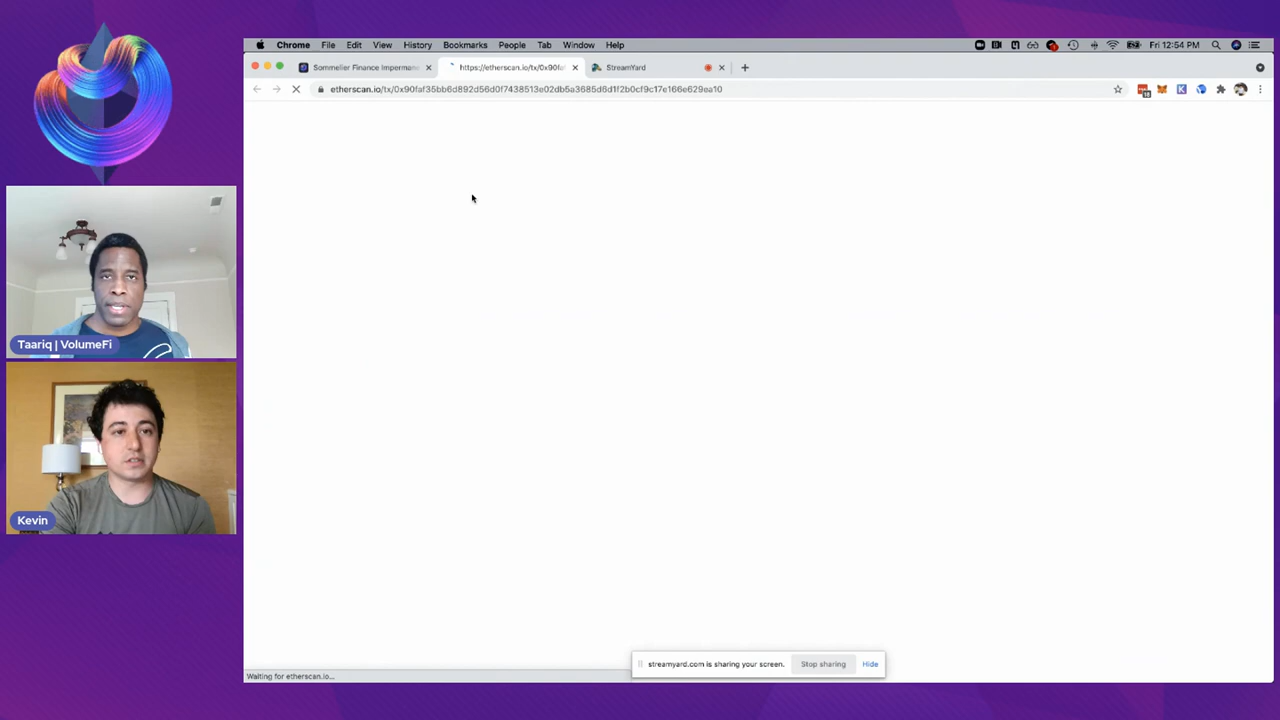 Chrome File Edit View History Bookmarks People Tab Window Help
Fri 12:54 PM
Sommelier Finance Imperman
https://etherscan.io/tx/0x90faf
StreamYard
etherscan.io/tx/0x90faf35bb6d892d56d0f7438513e02db5a3685d6d1f2b0cf9c17e166e629ea10
Taariq | VolumeFi
Kevin
streamyard.com is sharing your screen.
Stop sharing
Hide
Waiting for etherscan.io...